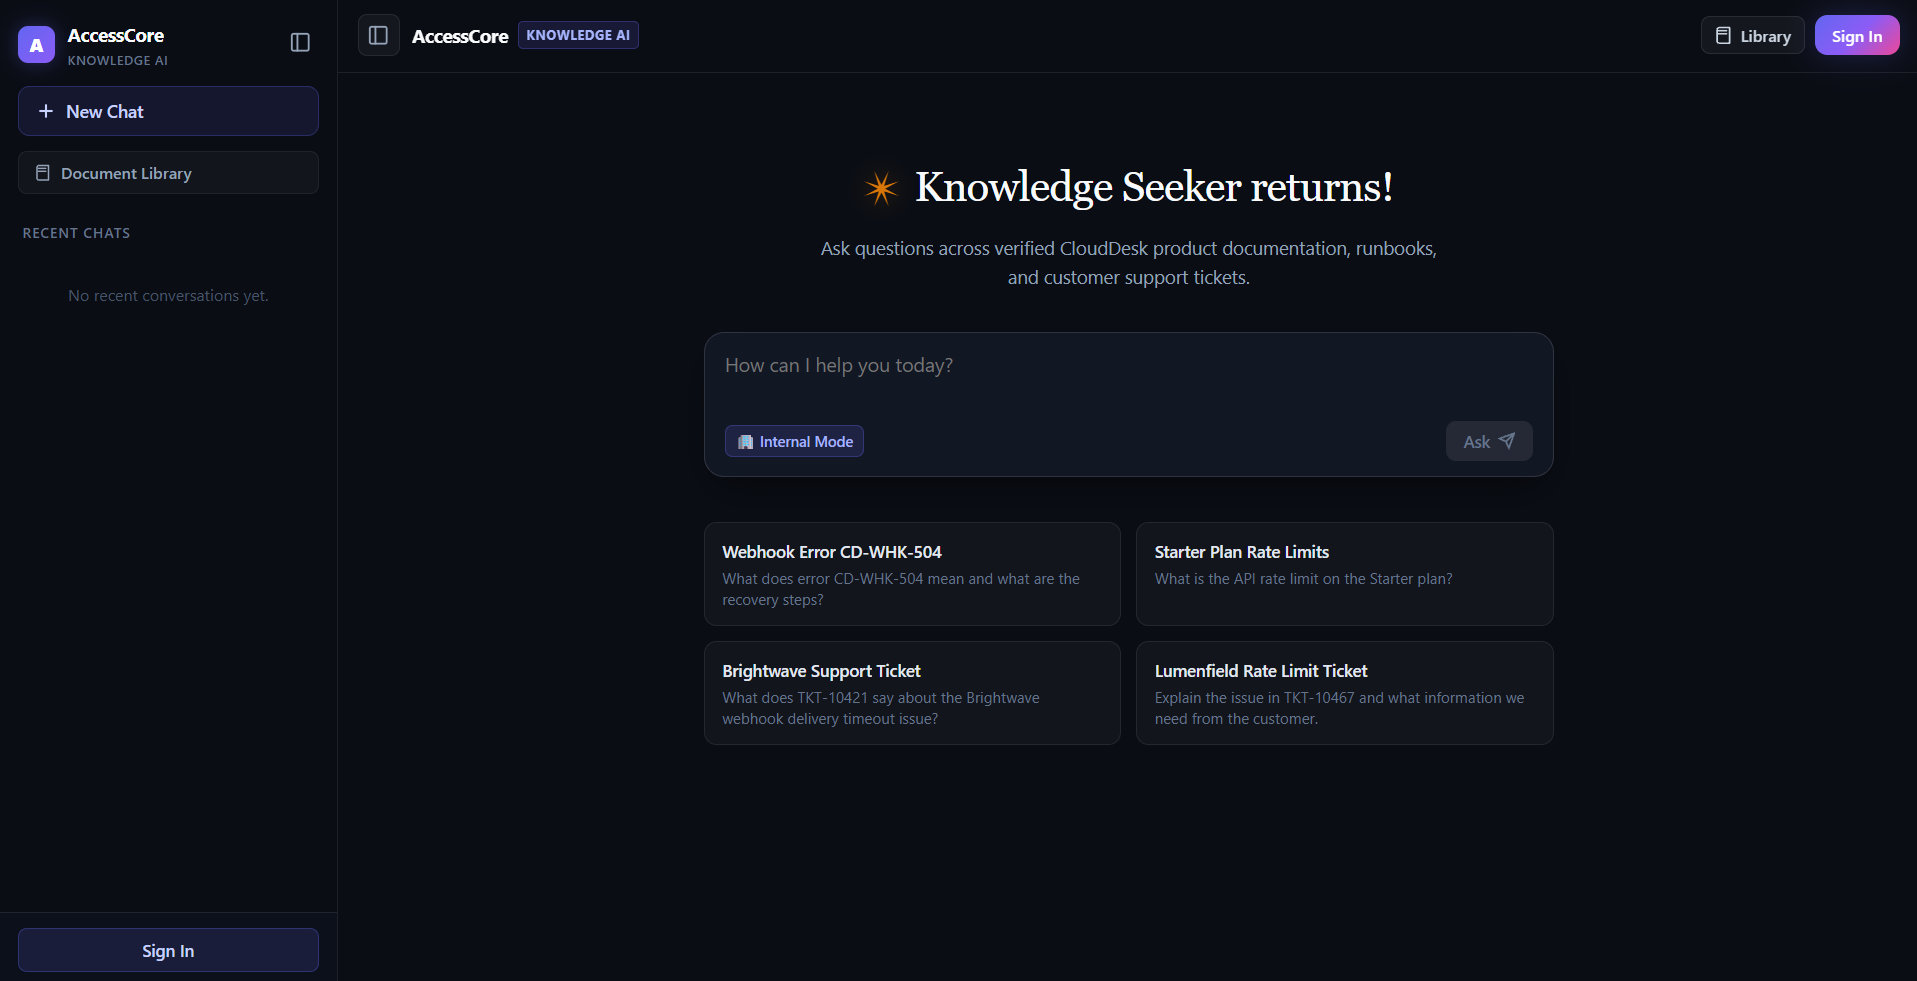 A
AccessCore
KNOWLEDGE AI
New Chat
Document Library
RECENT CHATS
No recent conversations yet.
Sign In
AccessCore
KNOWLEDGE AI
Library
Sign In
Knowledge Seeker returns!
Ask questions across verified CloudDesk product documentation, runbooks,
and customer support tickets.
How can I help you today?
Internal Mode
Ask
Webhook Error CD-WHK-504
What does error CD-WHK-504 mean and what are the
recovery steps?
Starter Plan Rate Limits
What is the API rate limit on the Starter plan?
Brightwave Support Ticket
What does TKT-10421 say about the Brightwave
webhook delivery timeout issue?
Lumenfield Rate Limit Ticket
Explain the issue in TKT-10467 and what information we
need from the customer.